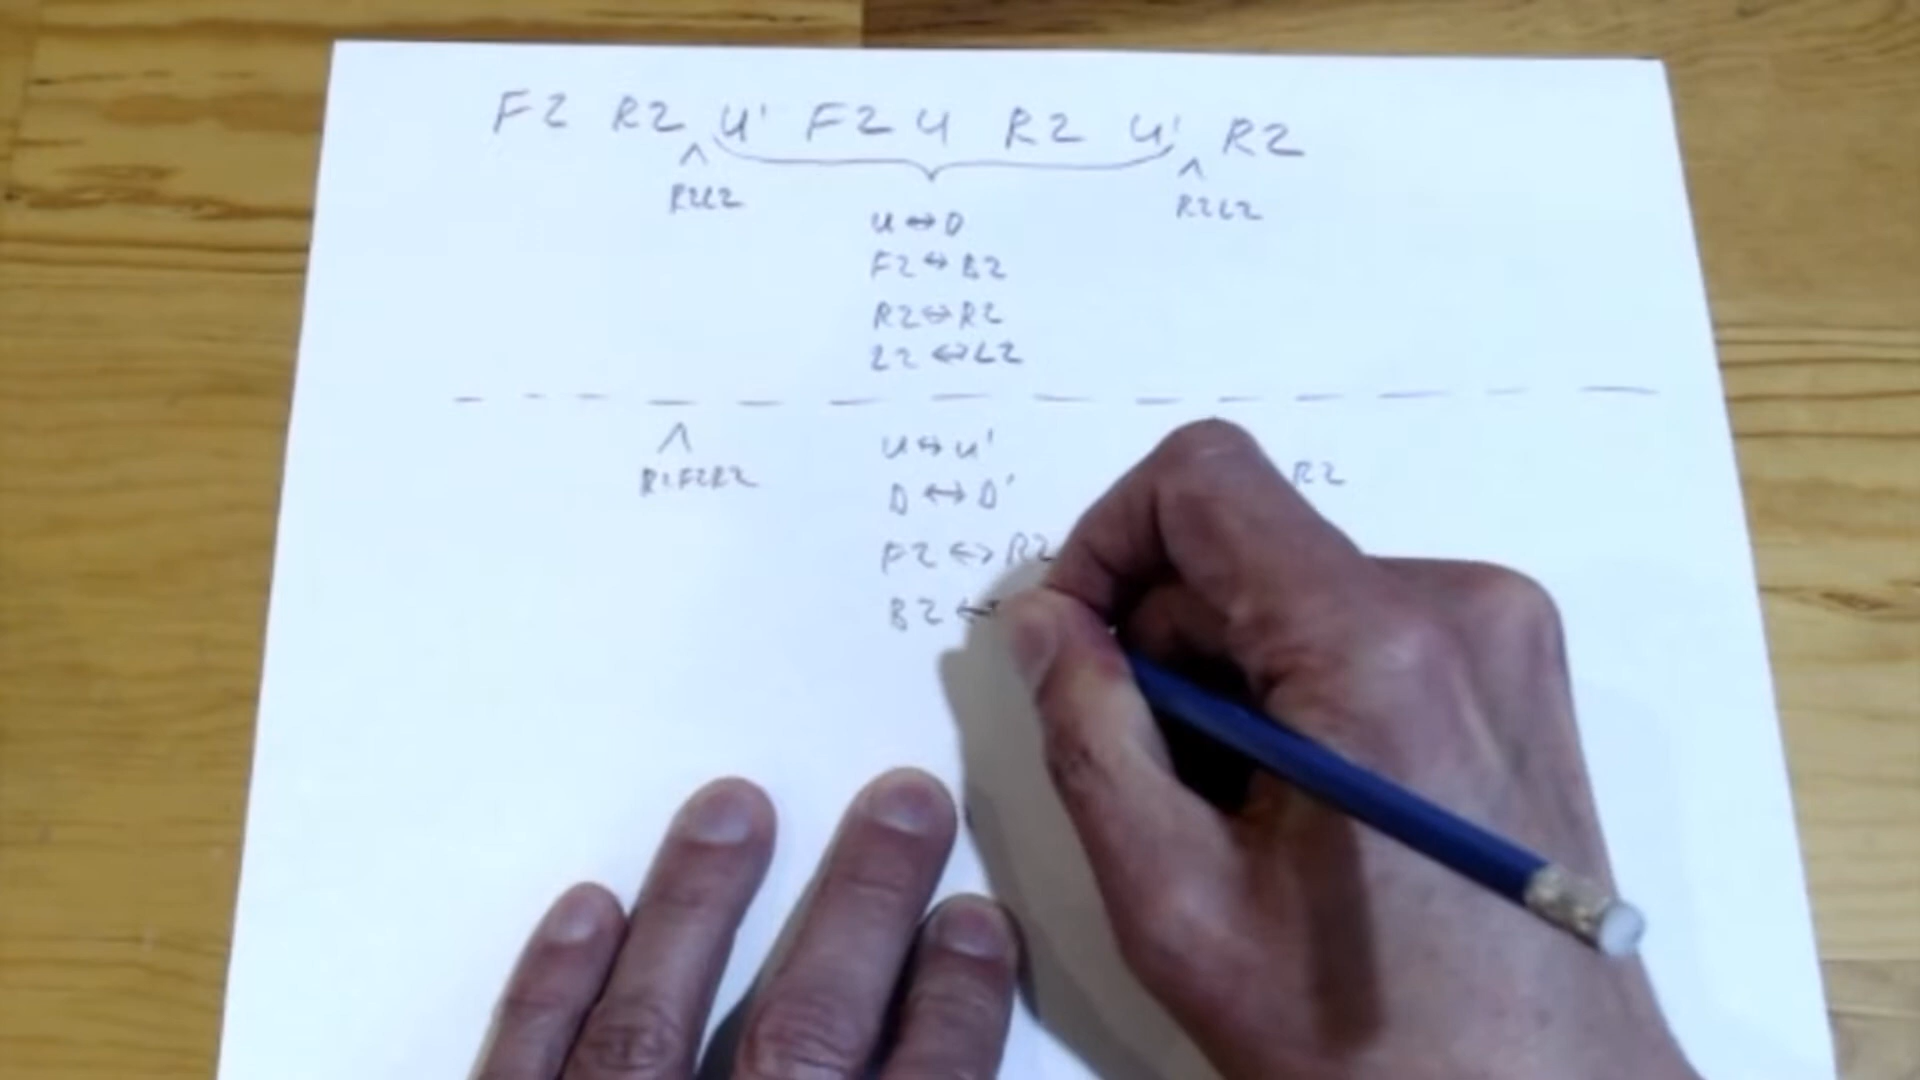 F2 R2 U' F2 U R2 U' R2
^ ^
R2L2 R2L2
U ↔ D
F2 ↔ B2
R2 ↔ R2
L2 ↔ L2
^
R2F2R2 R2
U ↔ U'
D ↔ D'
F2 ↔ R2
B2 ↔